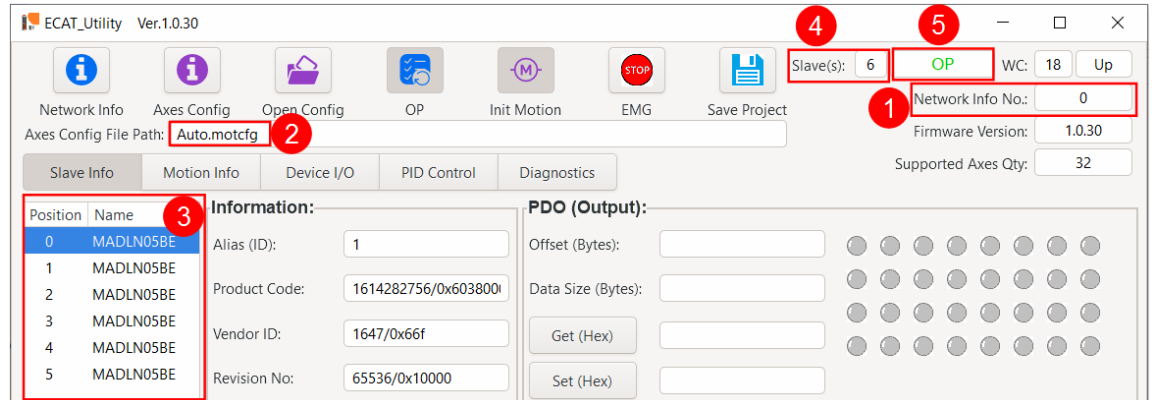 ECAT_Utility Ver.1.0.30
4
5
Slave(s): 6
OP
WC: 18 Up
STOP
M
Network Info
Axes Config
Open Config
OP
Init Motion
EMG
Save Project
1
Network Info No.: 0
Axes Config File Path: Auto.motcfg
2
Firmware Version: 1.0.30
Supported Axes Qty: 32
Slave Info
Motion Info
Device I/O
PID Control
Diagnostics
Position Name
3
0 MADLN05BE
1 MADLN05BE
2 MADLN05BE
3 MADLN05BE
4 MADLN05BE
5 MADLN05BE
Information:
Alias (ID): 1
Product Code: 1614282756/0x603800
Vendor ID: 1647/0x66f
Revision No: 65536/0x10000
PDO (Output):
Offset (Bytes):
Data Size (Bytes):
Get (Hex)
Set (Hex)